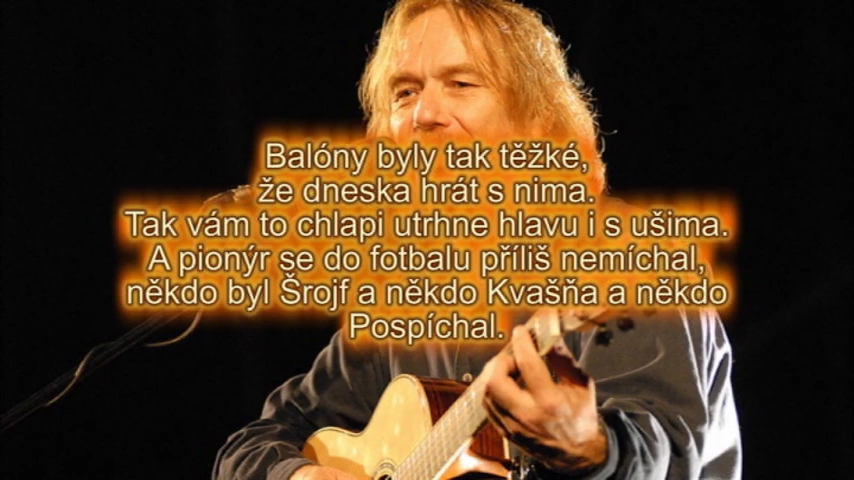 Balóny byly tak těžké,
že dneska hrát s nima.
Tak vám to chlapi utrhne hlavu i s ušima.
A pionýr se do fotbalu příliš nemíchal,
někdo byl Šrojf a někdo Kvašňa a někdo
Pospíchal.